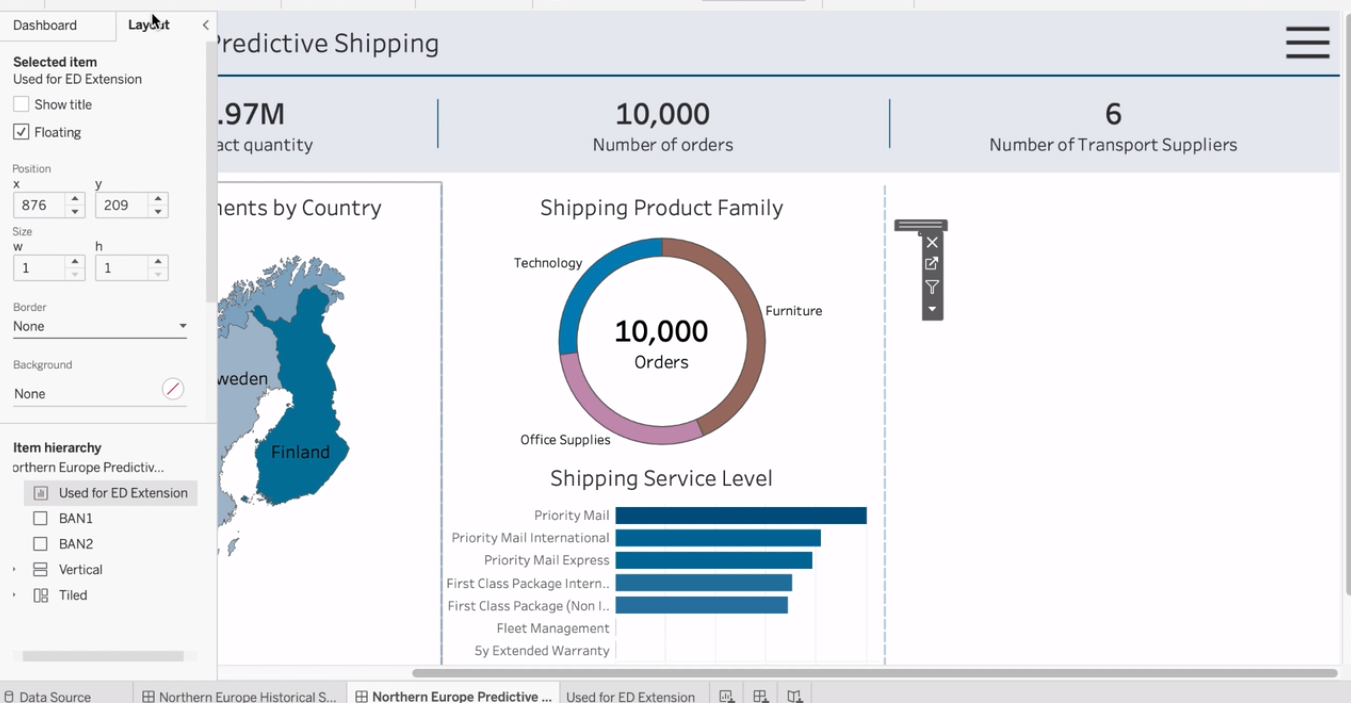 Dashboard
Layout
Selected item
Used for ED Extension
Show title
Floating
Position
x
y
876
209
Size
w
h
1
1
Border
None
Background
None
Item hierarchy
orthern Europe Predictiv...
Used for ED Extension
BAN1
BAN2
Vertical
Tiled
Predictive Shipping
.97M
act quantity
10,000
Number of orders
6
Number of Transport Suppliers
nents by Country
weden
Finland
Shipping Product Family
Technology
Furniture
10,000
Orders
Office Supplies
Shipping Service Level
Priority Mail
Priority Mail International
Priority Mail Express
First Class Package Intern..
First Class Package (Non I..
Fleet Management
5y Extended Warranty
Data Source
Northern Europe Historical S...
Northern Europe Predictive ...
Used for ED Extension